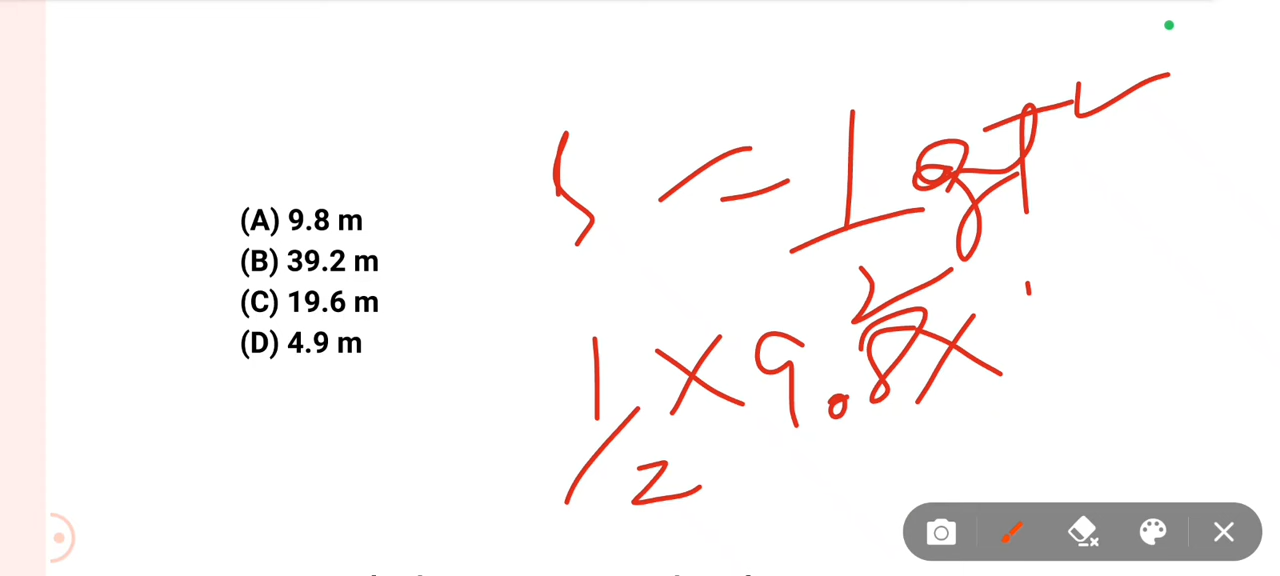 S = 1/2 gt²
(A) 9.8 m
(B) 39.2 m
(C) 19.6 m
(D) 4.9 m
1/2 × 9.8 ×